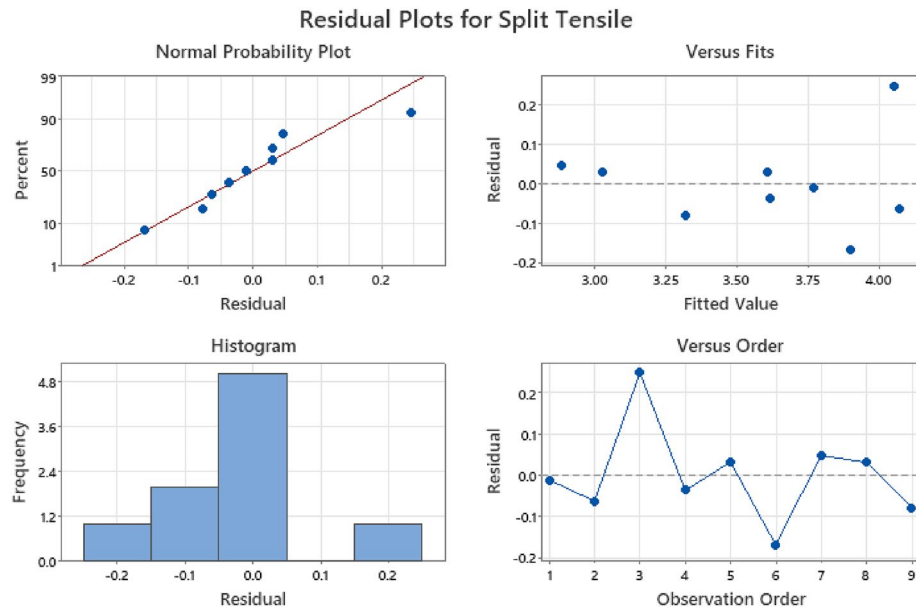 Residual Plots for Split Tensile
Normal Probability Plot
99
90
50
10
1
Percent
-0.2 -0.1 0.0 0.1 0.2
Residual
Versus Fits
0.2
0.1
0.0
-0.1
-0.2
Residual
3.00 3.25 3.50 3.75 4.00
Fitted Value
Histogram
4.8
3.6
2.4
1.2
0.0
Frequency
-0.2 -0.1 0.0 0.1 0.2
Residual
Versus Order
0.2
0.1
0.0
-0.1
-0.2
Residual
1 2 3 4 5 6 7 8 9
Observation Order